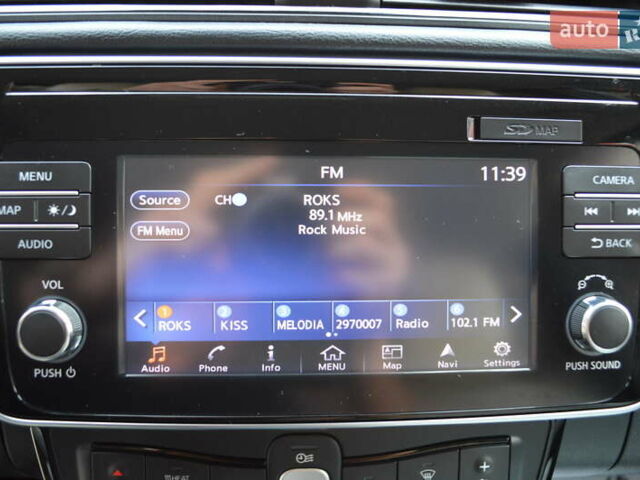 auto
SD MAP
MENU
MAP
AUDIO
VOL
PUSH
FM
11:39
Source
CH
ROKS
89.1 MHz
FM Menu
Rock Music
1 2 3 4 5 6
ROKS KISS MELODIA 2970007 Radio 102.1 FM
Audio Phone Info MENU Map Navi Settings
CAMERA
BACK
PUSH SOUND
HEAT